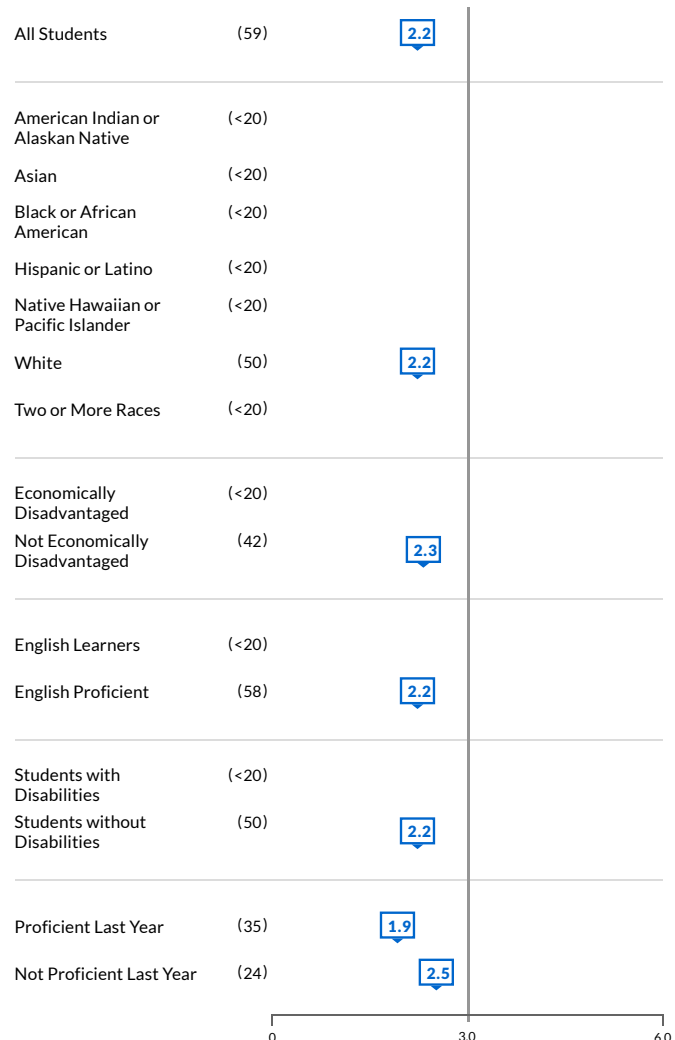 All Students (59) 2.2
American Indian or (<20)
Alaskan Native
Asian (<20)
Black or African (<20)
American
Hispanic or Latino (<20)
Native Hawaiian or (<20)
Pacific Islander
White (50) 2.2
Two or More Races (<20)
Economically (<20)
Disadvantaged
Not Economically (42) 2.3
Disadvantaged
English Learners (<20)
English Proficient (58) 2.2
Students with (<20)
Disabilities
Students without (50) 2.2
Disabilities
Proficient Last Year (35) 1.9
Not Proficient Last Year (24) 2.5
0 3.0 6.0